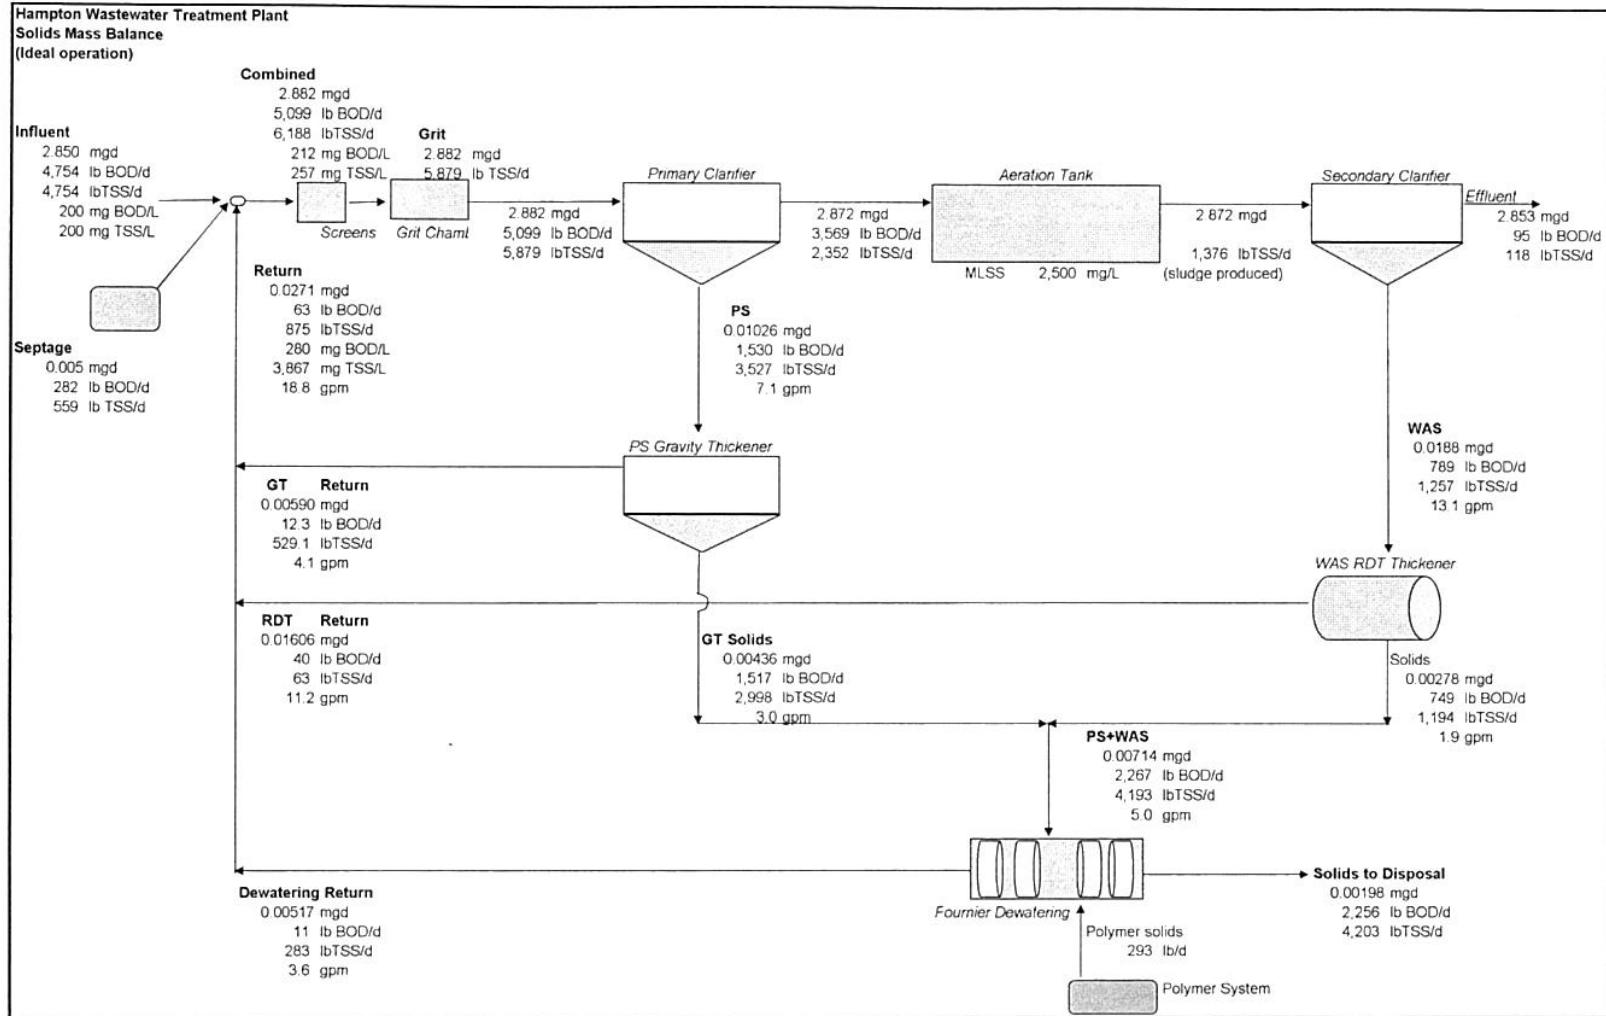 Hampton Wastewater Treatment Plant
Solids Mass Balance
(Ideal operation)
Combined
2.882 mgd
5,099 lb BOD/d
6,188 lbTSS/d
212 mg BOD/L
257 mg TSS/L
Influent
2.850 mgd
4,754 lb BOD/d
4,754 lbTSS/d
200 mg BOD/L
200 mg TSS/L
Grit
2.882 mgd
5,879 lb TSS/d
Screens
Grit Chaml
2.882 mgd
5,099 lb BOD/d
5,879 lbTSS/d
Primary Clarifier
2.872 mgd
3,569 lb BOD/d
2,352 lbTSS/d
Aeration Tank
MLSS 2,500 mg/L
2.872 mgd
1,376 lbTSS/d
(sludge produced)
Secondary Clarifier
Effluent
2.853 mgd
95 lb BOD/d
118 lbTSS/d
Septage
0.005 mgd
282 lb BOD/d
559 lb TSS/d
Return
0.0271 mgd
63 lb BOD/d
875 lbTSS/d
280 mg BOD/L
3,867 mg TSS/L
18.8 gpm
PS
0.01026 mgd
1,530 lb BOD/d
3,527 lbTSS/d
7.1 gpm
PS Gravity Thickener
WAS
0.0188 mgd
789 lb BOD/d
1,257 lbTSS/d
13.1 gpm
GT Return
0.00590 mgd
12.3 lb BOD/d
529.1 lbTSS/d
4.1 gpm
WAS RDT Thickener
RDT Return
0.01606 mgd
40 lb BOD/d
63 lbTSS/d
11.2 gpm
GT Solids
0.00436 mgd
1,517 lb BOD/d
2,998 lbTSS/d
3.0 gpm
Solids
0.00278 mgd
749 lb BOD/d
1,194 lbTSS/d
1.9 gpm
PS+WAS
0.00714 mgd
2,267 lb BOD/d
4,193 lbTSS/d
5.0 gpm
Dewatering Return
0.00517 mgd
11 lb BOD/d
283 lbTSS/d
3.6 gpm
Fournier Dewatering
Solids to Disposal
0.00198 mgd
2,256 lb BOD/d
4,203 lbTSS/d
Polymer solids
293 lb/d
Polymer System